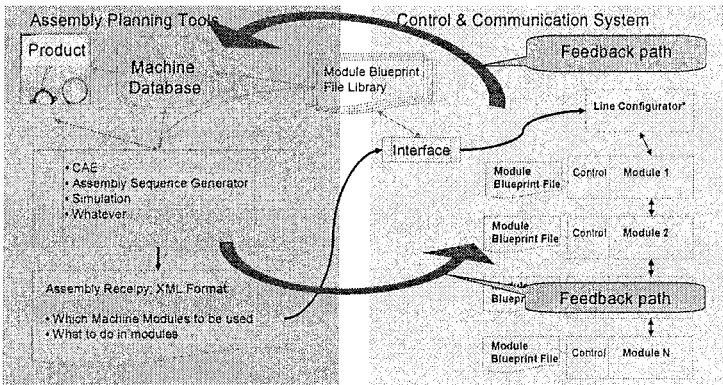 Assembly Planning Tools
Control & Communication System
Product
Machine
Database
Module Blueprint
File Library
Feedback path
Line Configurator*
Interface
• CAE
• Assembly Sequence Generator
• Simulation
• Whatever
Module
Blueprint File
Control
Module 1
Module
Blueprint File
Control
Module 2
Assembly Receipy; XML Format
• Which Machine Modules to be used
• What to do in modules
Feedback path
Module
Blueprint File
Control
Module N